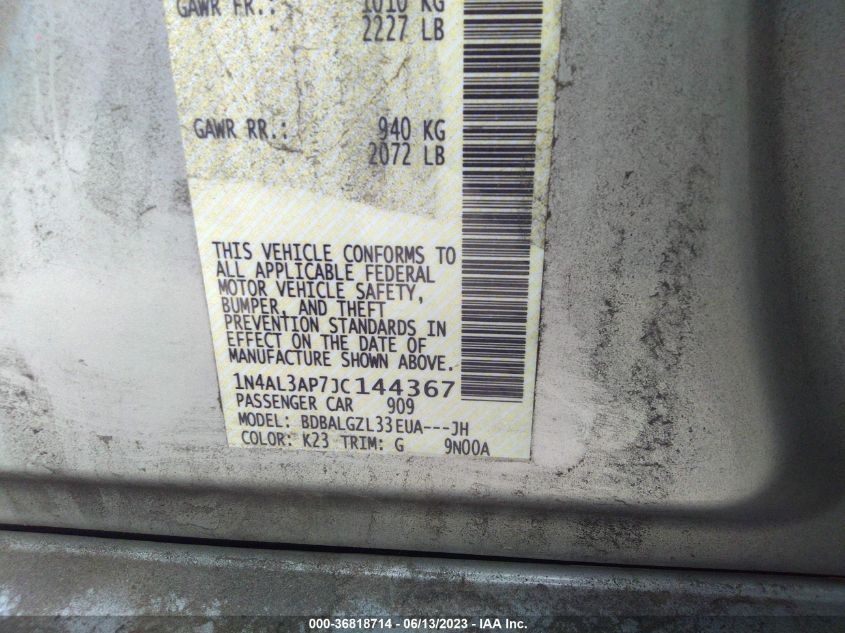 GAWR FR.: 1010 KG
2227 LB
GAWR RR.: 940 KG
2072 LB
THIS VEHICLE CONFORMS TO
ALL APPLICABLE FEDERAL
MOTOR VEHICLE SAFETY,
BUMPER, AND THEFT
PREVENTION STANDARDS IN
EFFECT ON THE DATE OF
MANUFACTURE SHOWN ABOVE.
1N4AL3AP7JC144367
PASSENGER CAR 909
MODEL: BDBALGZL33EUA---JH
COLOR: K23 TRIM: G 9N00A
000-36818714 - 06/13/2023 - IAA Inc.